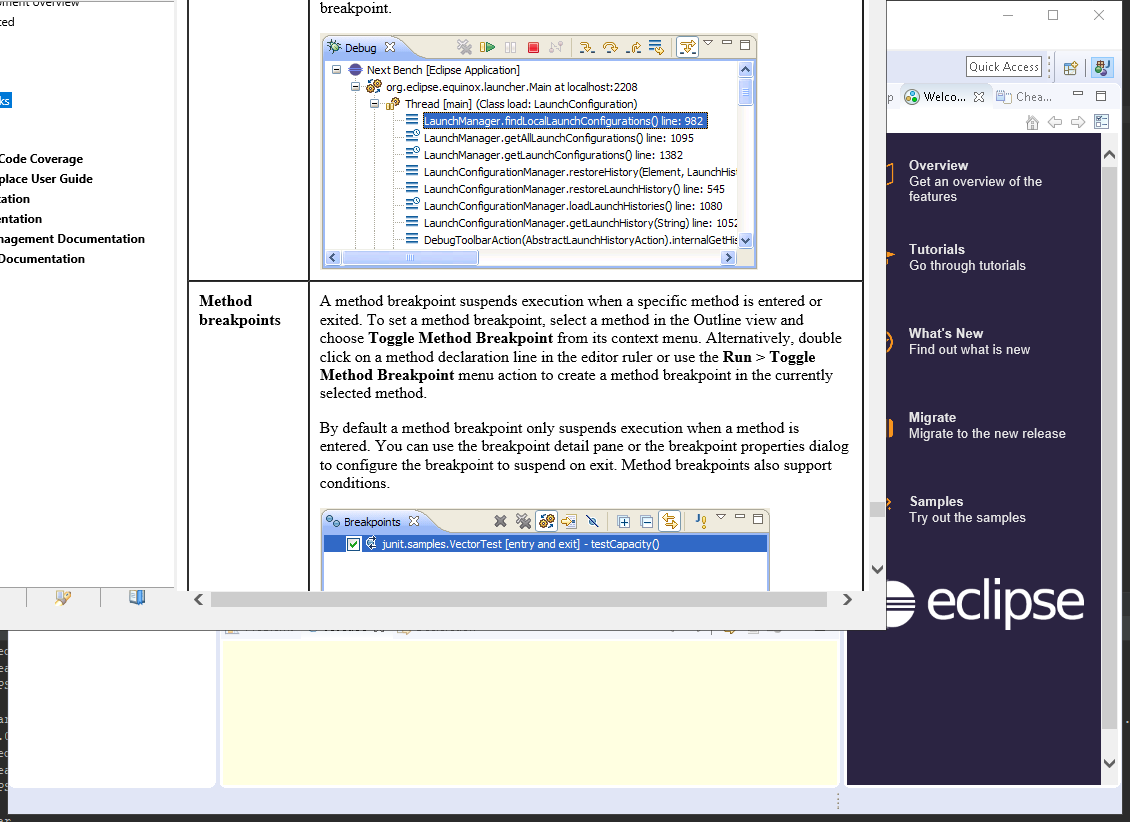 ment Overview
ted
ks
Code Coverage
place User Guide
tation
entation
nagement Documentation
Documentation
breakpoint.
Debug
Next Bench [Eclipse Application]
org.eclipse.equinox.launcher.Main at localhost:2208
Thread [main] (Class load: LaunchConfiguration)
LaunchManager.findLocalLaunchConfigurations() line: 982
LaunchManager.getAllLaunchConfigurations() line: 1095
LaunchManager.getLaunchConfigurations() line: 1382
LaunchConfigurationManager.restoreHistory(Element, LaunchHist
LaunchConfigurationManager.restoreLaunchHistory() line: 545
LaunchConfigurationManager.loadLaunchHistories() line: 1080
LaunchConfigurationManager.getLaunchHistory(String) line: 1052
DebugToolbarAction(AbstractLaunchHistoryAction).internalGetHis
Method
breakpoints
A method breakpoint suspends execution when a specific method is entered or
exited. To set a method breakpoint, select a method in the Outline view and
choose Toggle Method Breakpoint from its context menu. Alternatively, double
click on a method declaration line in the editor ruler or use the Run > Toggle
Method Breakpoint menu action to create a method breakpoint in the currently
selected method.
By default a method breakpoint only suspends execution when a method is
entered. You can use the breakpoint detail pane or the breakpoint properties dialog
to configure the breakpoint to suspend on exit. Method breakpoints also support
conditions.
Breakpoints
junit.samples.VectorTest [entry and exit] - testCapacity()
Quick Access
p
Welco...
Chea...
Overview
Get an overview of the
features
Tutorials
Go through tutorials
What's New
Find out what is new
Migrate
Migrate to the new release
Samples
Try out the samples
eclipse